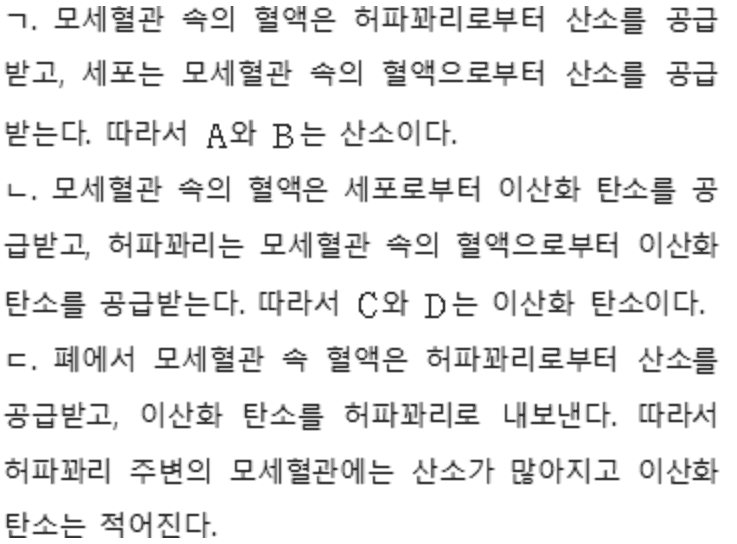 ㄱ. 모세혈관 속의 혈액은 허파꽈리로부터 산소를 공급
받고, 세포는 모세혈관 속의 혈액으로부터 산소를 공급
받는다. 따라서 A와 B는 산소이다.
ㄴ. 모세혈관 속의 혈액은 세포로부터 이산화 탄소를 공
급받고, 허파꽈리는 모세혈관 속의 혈액으로부터 이산화
탄소를 공급받는다. 따라서 C와 D는 이산화 탄소이다.
ㄷ. 폐에서 모세혈관 속 혈액은 허파꽈리로부터 산소를
공급받고, 이산화 탄소를 허파꽈리로 내보낸다. 따라서
허파꽈리 주변의 모세혈관에는 산소가 많아지고 이산화
탄소는 적어진다.